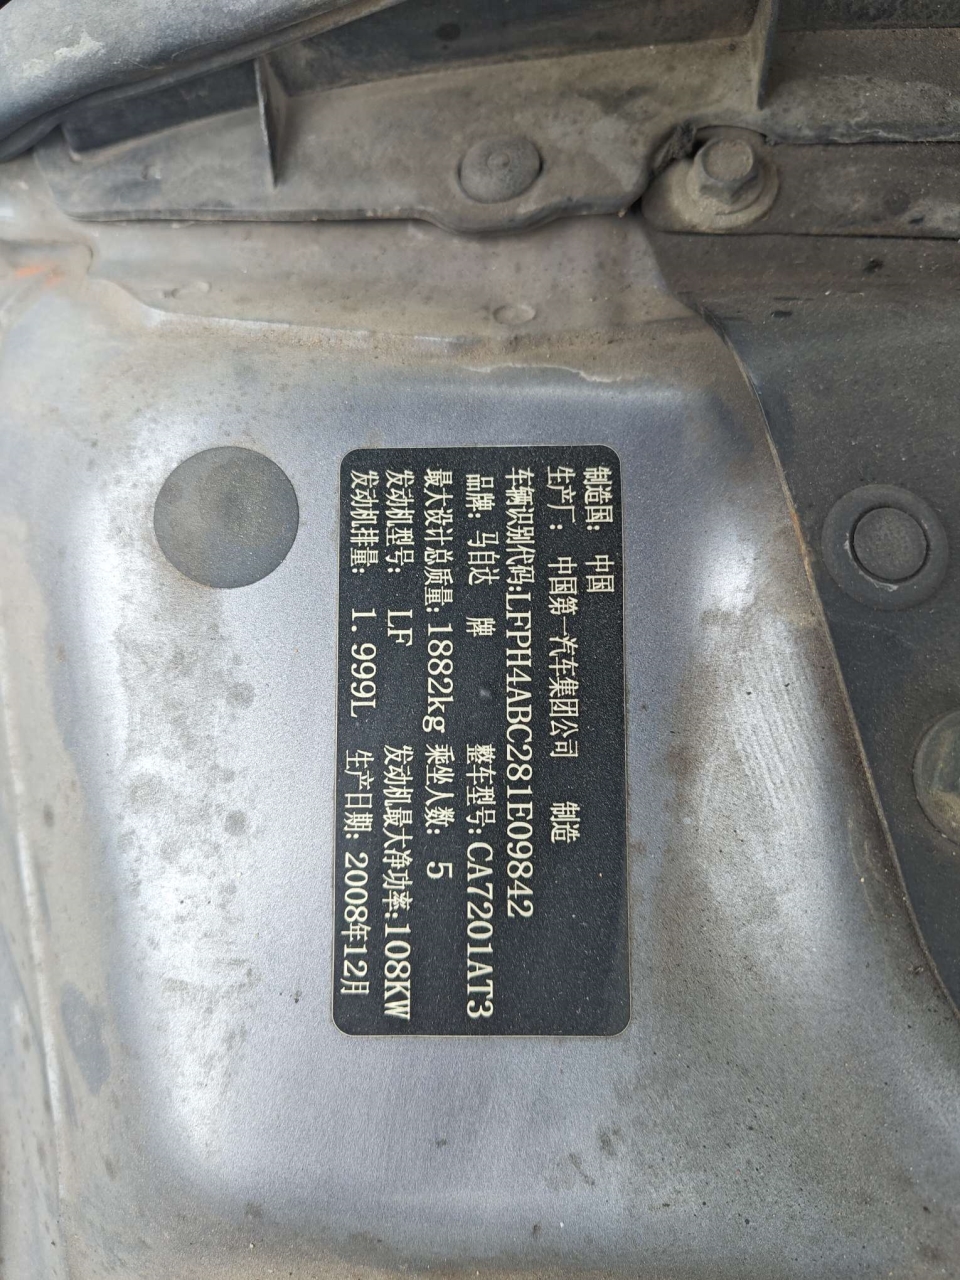 制造国： 中国
生产厂： 中国第一汽车集团公司 制造
车辆识别代码:LFPH4ABC281E09842
品牌: 马自达 牌 整车型号:CA7201AT3
最大设计总质量:1882kg 乘坐人数: 5
发动机型号: LF 发动机最大净功率:108KW
发动机排量: 1.999L 生产日期: 2008年12月